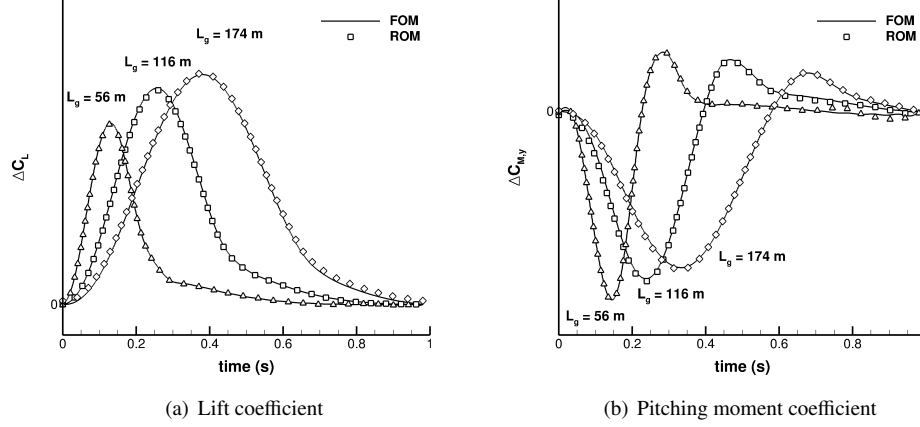 FOM
ROM
L_g = 174 m
L_g = 116 m
L_g = 56 m
△C_L
0
0 0.2 0.4 0.6 0.8 1
time (s)
(a) Lift coefficient
FOM
ROM
△C_M,y
0
L_g = 174 m
L_g = 116 m
L_g = 56 m
0 0.2 0.4 0.6 0.8
time (s)
(b) Pitching moment coefficient